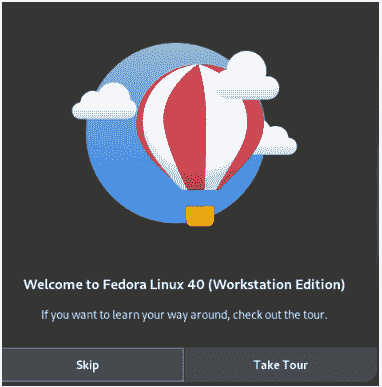 Welcome to Fedora Linux 40 (Workstation Edition)
If you want to learn your way around, check out the tour.
Skip
Take Tour